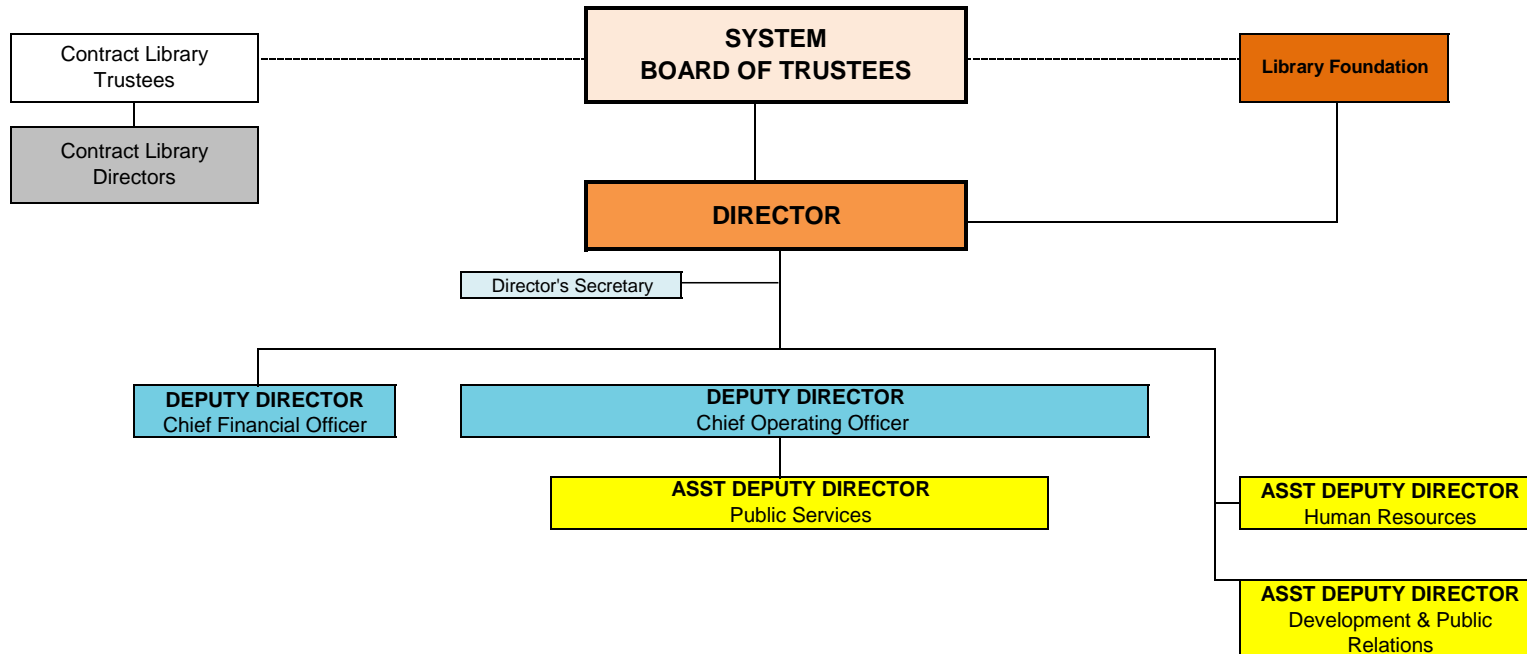 SYSTEM
BOARD OF TRUSTEES
Contract Library
Trustees
Library Foundation
Contract Library
Directors
DIRECTOR
Director's Secretary
DEPUTY DIRECTOR
Chief Financial Officer
DEPUTY DIRECTOR
Chief Operating Officer
ASST DEPUTY DIRECTOR
Public Services
ASST DEPUTY DIRECTOR
Human Resources
ASST DEPUTY DIRECTOR
Development & Public
Relations